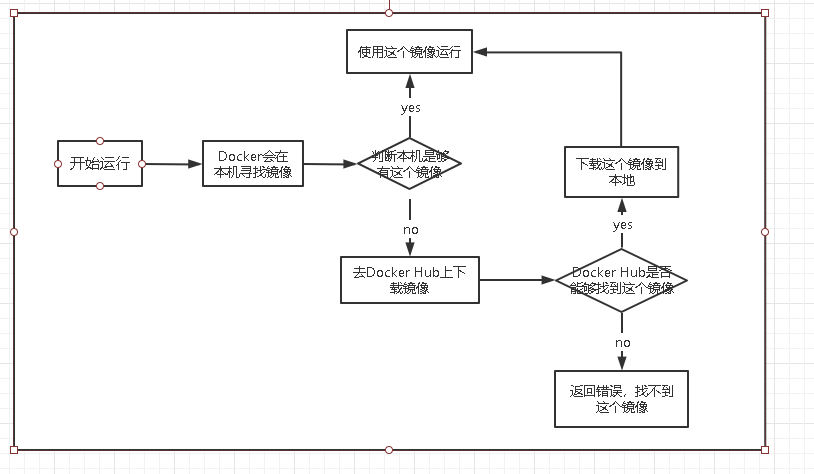 使用这个镜像运行
yes
开始运行
Docker会在
本机寻找镜像
判断本机是够
有这个镜像
下载这个镜像到
本地
no
yes
去Docker Hub上下
载镜像
Docker Hub是否
能够找到这个镜像
no
返回错误，找不到
这个镜像